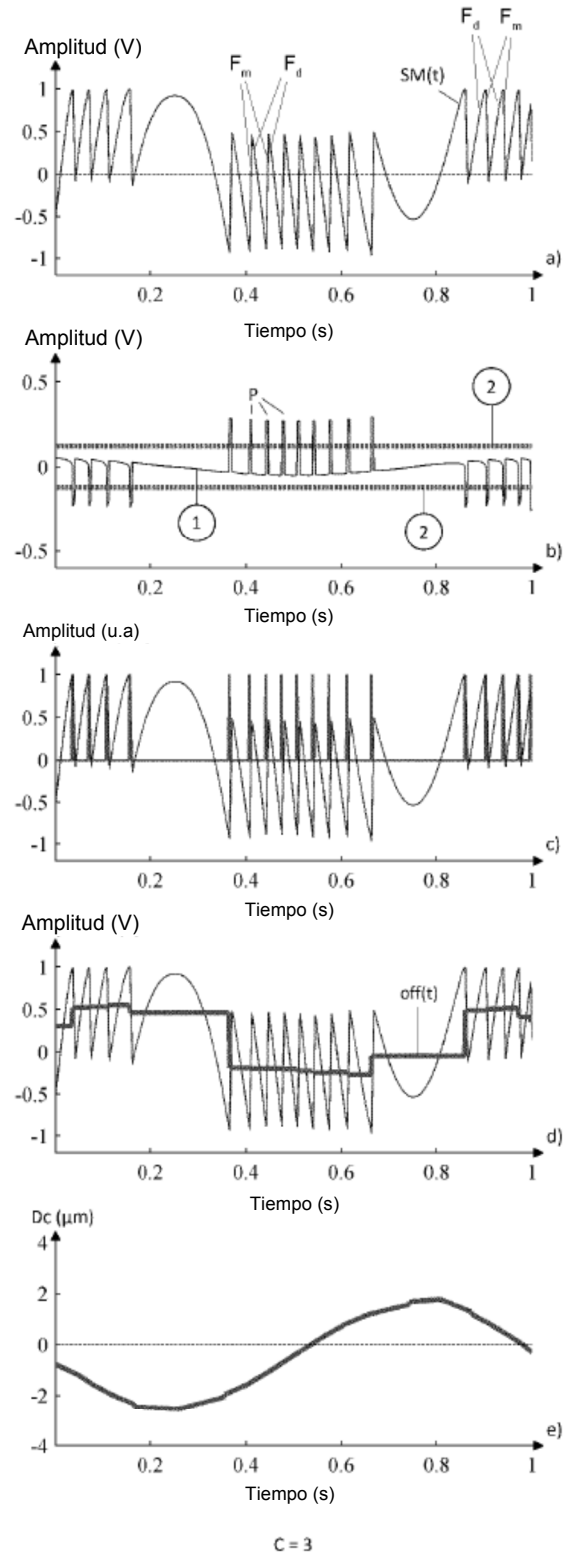 Amplitud (V)
F_m F_d
SM(t)
F_d F_m
1
0.5
0
-0.5
-1
0.2 0.4 0.6 0.8 1
a)
Tiempo (s)
Amplitud (V)
0.5
0
-0.5
P
2
1
2
0.2 0.4 0.6 0.8 1
b)
Tiempo (s)
Amplitud (u.a)
1
0.5
0
-0.5
-1
0.2 0.4 0.6 0.8 1
c)
Tiempo (s)
Amplitud (V)
1
0.5
0
-0.5
-1
off(t)
0.2 0.4 0.6 0.8 1
d)
Tiempo (s)
Dc (µm)
4
2
0
-2
-4
0.2 0.4 0.6 0.8 1
e)
Tiempo (s)
C = 3